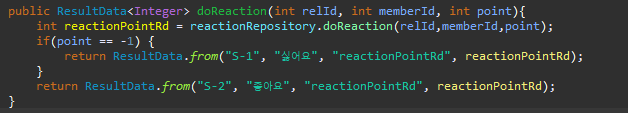 public ResultData<Integer> doReaction(int relId, int memberId, int point){
int reactionPointRd = reactionRepository.doReaction(relId,memberId,point);
if(point == -1) {
return ResultData.from("S-1", "싫어요", "reactionPointRd", reactionPointRd);
}
return ResultData.from("S-2", "좋아요", "reactionPointRd", reactionPointRd);
}